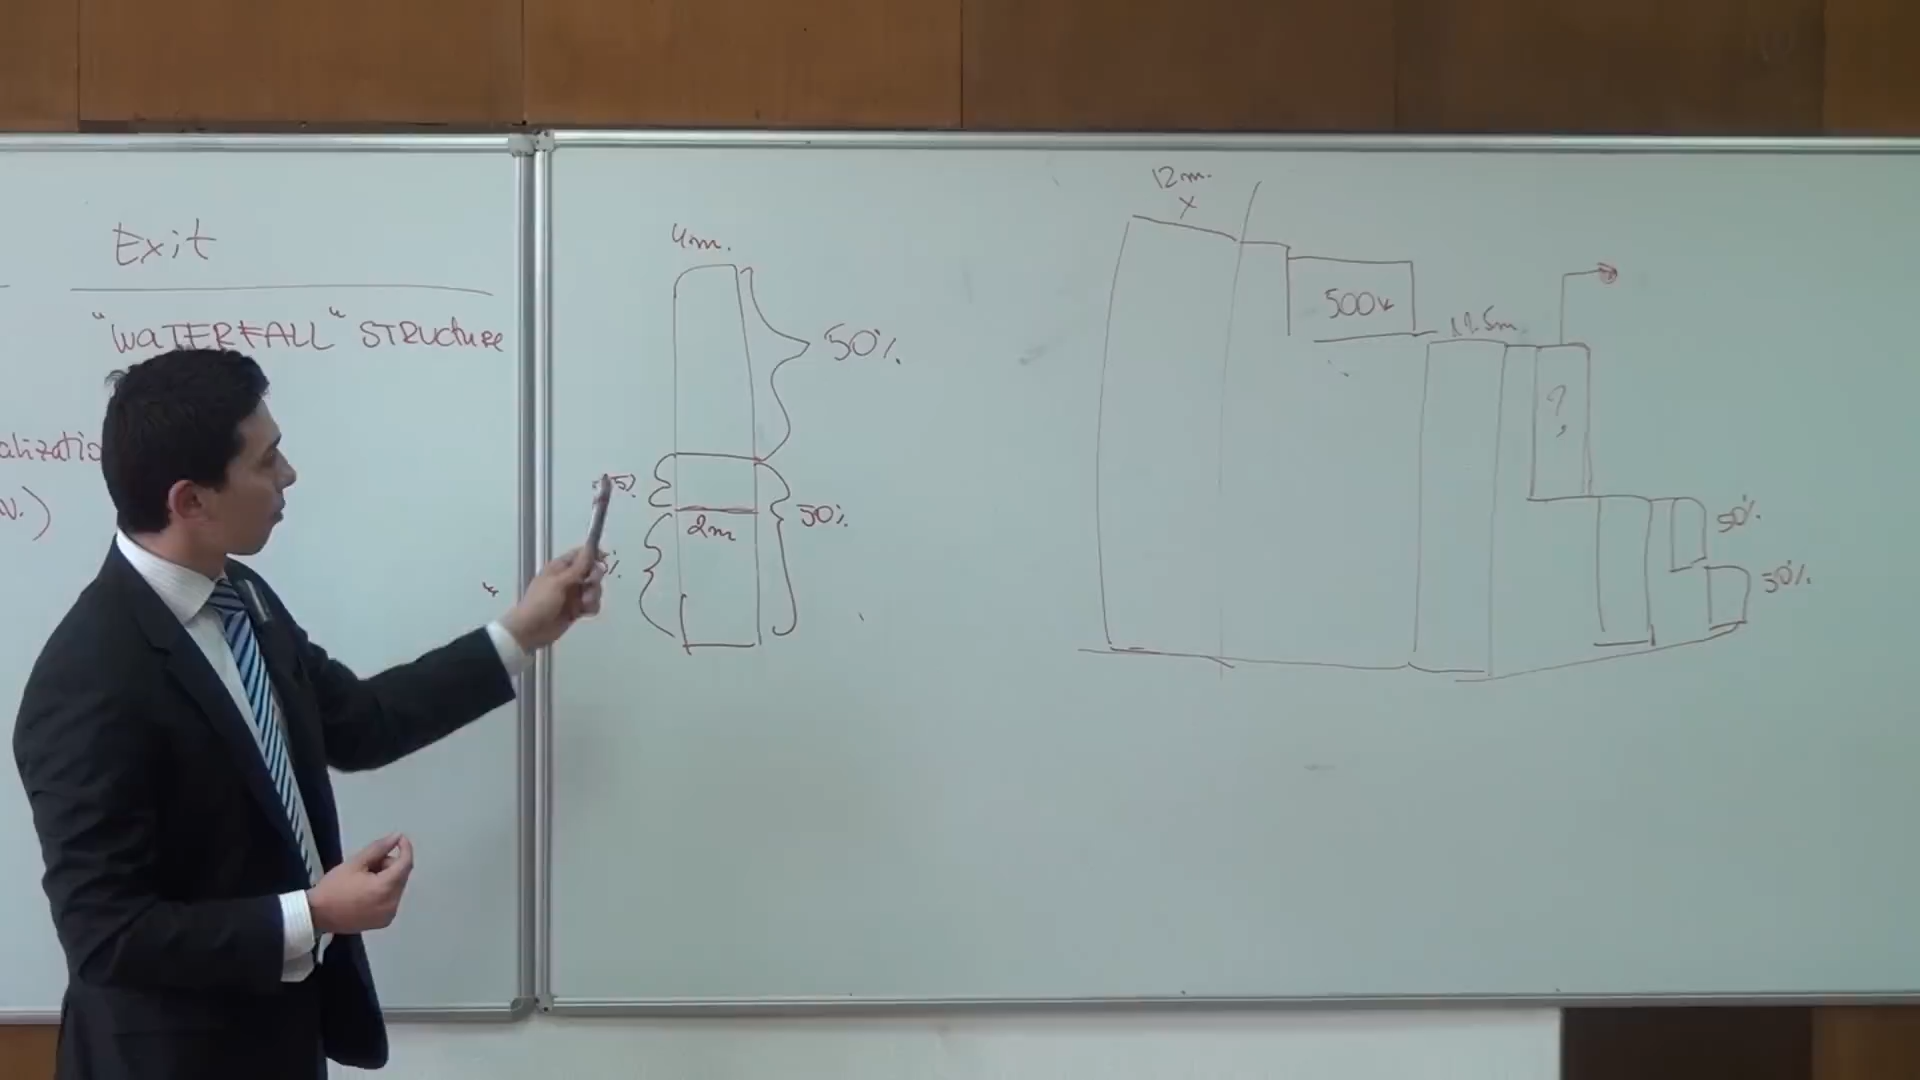 Exit
"WATERFALL" STRUCTURE
alizatio
v.)
4m.
50%
2m
50%
12m.
x
500k
11.5m
?
50%
50%